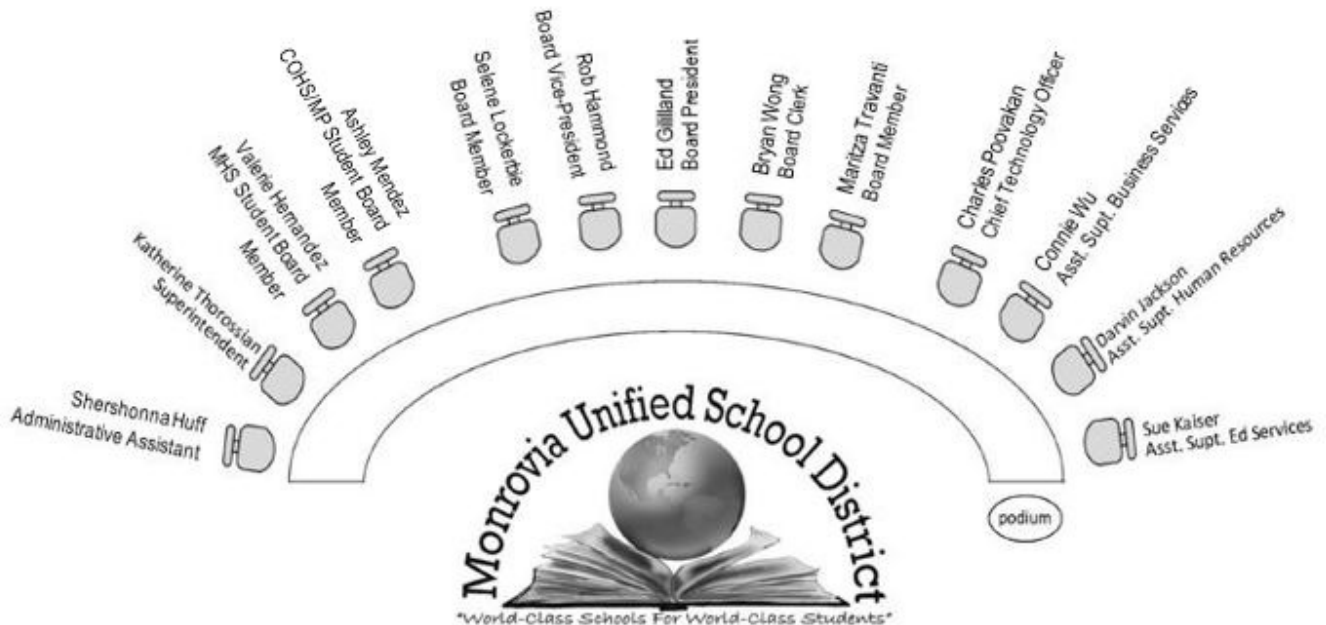 Shershonna Huff
Administrative Assistant
Katherine Thorossian
Superintendent
Valerie Hernandez
MHS Student Board
Member
Ashley Mendez
COHS/MP Student Board
Member
Selene Lockerbie
Board Member
Rob Hammond
Board Vice-President
Ed Gililland
Board President
Bryan Wong
Board Clerk
Maritza Travanti
Board Member
Charles Poovakan
Chief Technology Officer
Connie Wu
Asst. Supt. Business Services
Darvin Jackson
Asst. Supt. Human Resources
Sue Kaiser
Asst. Supt. Ed Services
podium
Monrovia Unified School District
"World-Class Schools For World-Class Students"